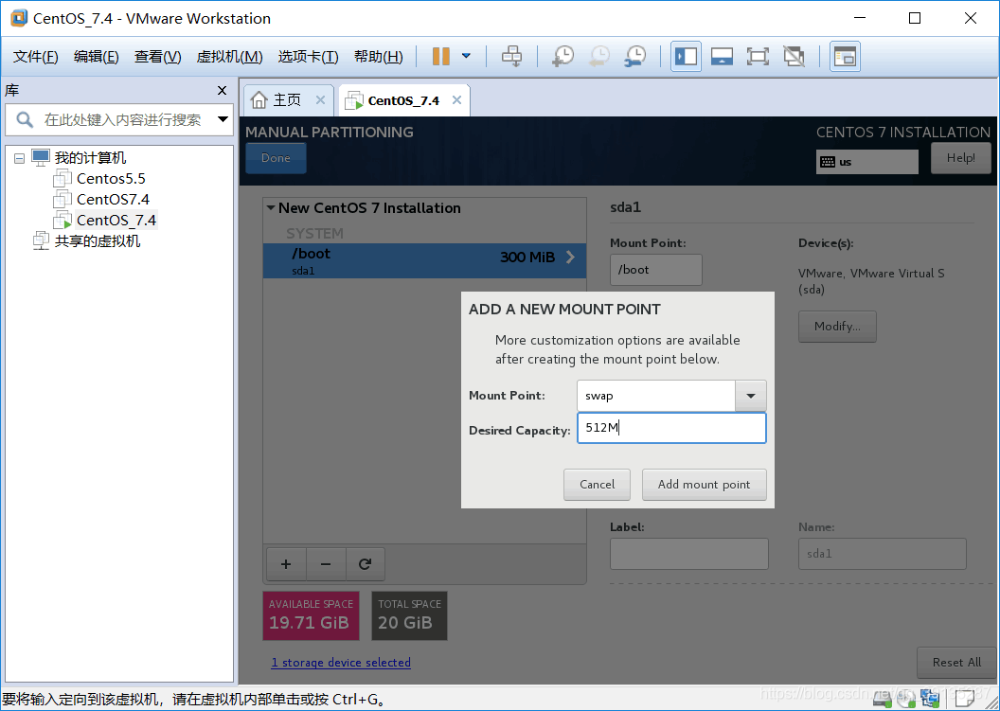 CentOS_7.4 - VMware Workstation
文件(F) 编辑(E) 查看(V) 虚拟机(M) 选项卡(T) 帮助(H)
库
在此处键入内容进行搜索
我的计算机
Centos5.5
CentOS7.4
CentOS_7.4
共享的虚拟机
主页
CentOS_7.4
MANUAL PARTITIONING
CENTOS 7 INSTALLATION
Done
us
Help!
New CentOS 7 Installation
SYSTEM
/boot 300 MiB
sda1
sda1
Mount Point:
/boot
Device(s):
VMware, VMware Virtual S
(sda)
Modify...
ADD A NEW MOUNT POINT
More customization options are available
after creating the mount point below.
Mount Point: swap
Desired Capacity: 512M
Cancel Add mount point
Label:
Name:
sda1
+ −
AVAILABLE SPACE
19.71 GiB
TOTAL SPACE
20 GiB
1 storage device selected
Reset All
要将输入定向到该虚拟机，请在虚拟机内部单击或按 Ctrl+G。